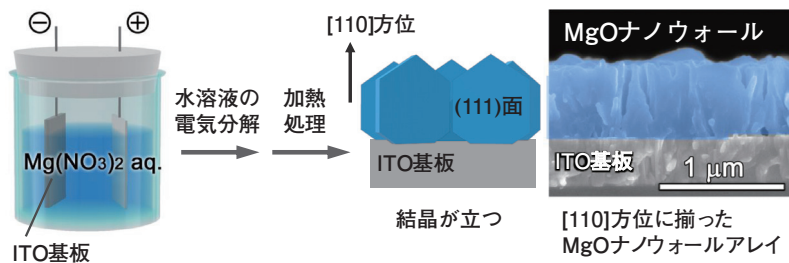 ⊖ ⊕
Mg(NO3)2 aq.
ITO基板
水溶液の
電気分解
加熱
処理
[110]方位
(111)面
ITO基板
結晶が立つ
MgOナノウォール
ITO基板
1 μm
[110]方位に揃った
MgOナノウォールアレイ